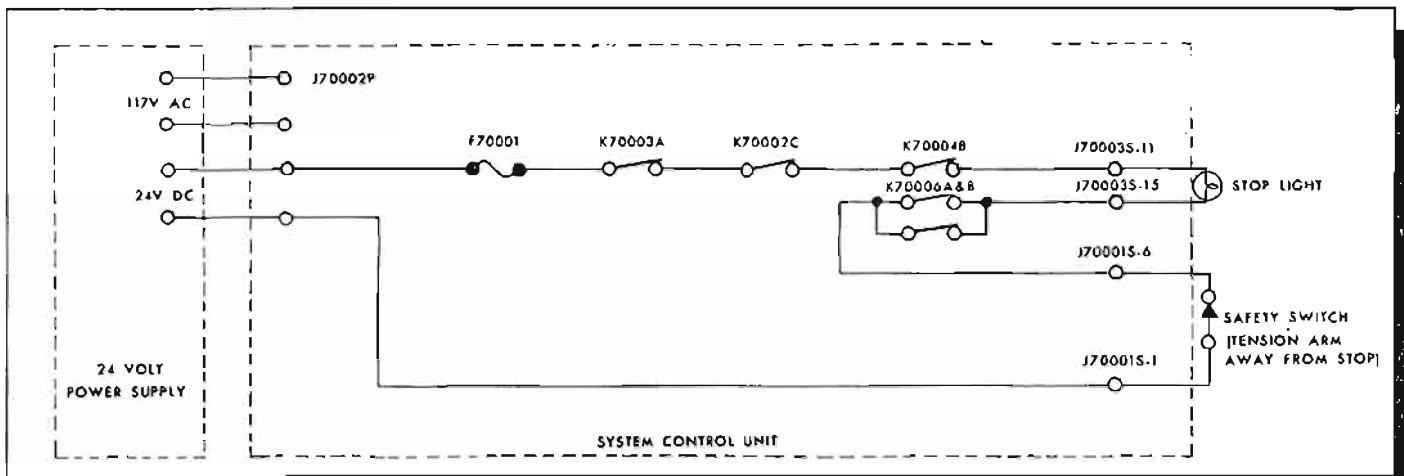 J70002P
117V AC
24V DC
F70001
K70003A
K70002C
K70004B
J70003S-11
K70006A&B
J70003S-15
STOP LIGHT
J70001S-6
SAFETY SWITCH
[TENSION ARM
AWAY FROM STOP]
J70001S-1
24 VOLT
POWER SUPPLY
SYSTEM CONTROL UNIT